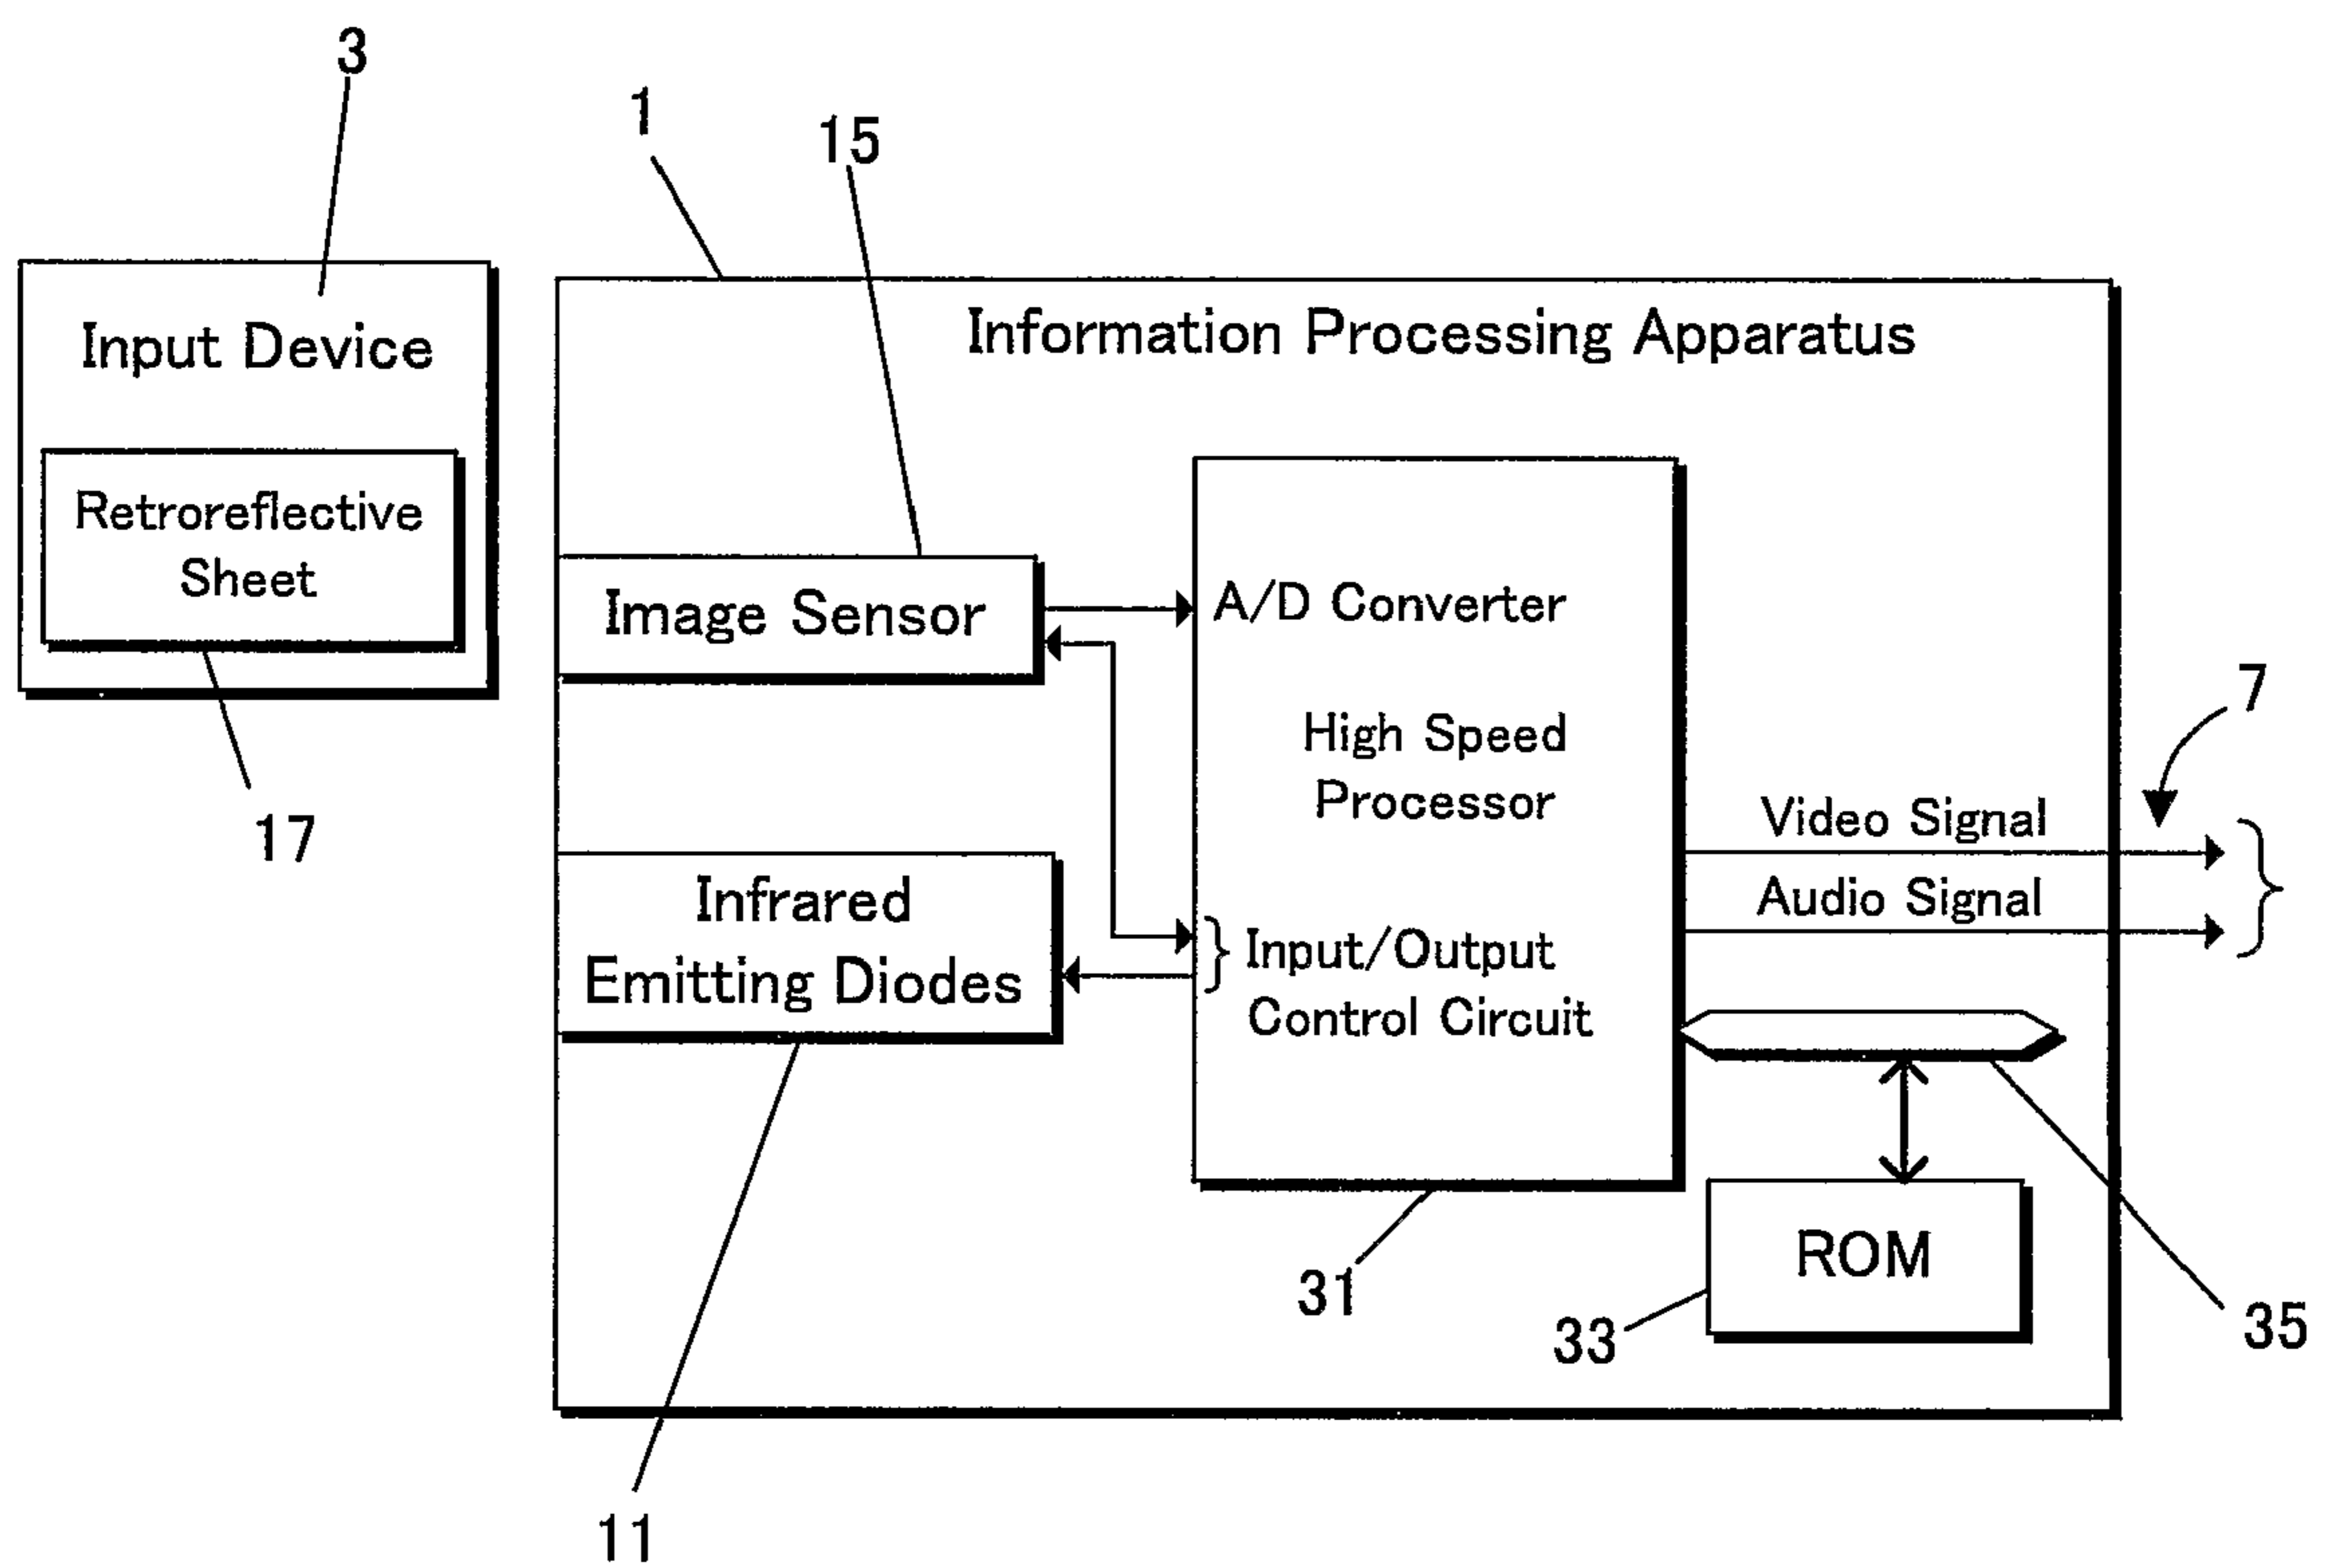 3
1
15
Input Device
Retroreflective
Sheet
17
Information Processing Apparatus
Image Sensor
A/D Converter
High Speed
Processor
Infrared
Emitting Diodes
Input/Output
Control Circuit
7
Video Signal
Audio Signal
ROM
31
33
35
11